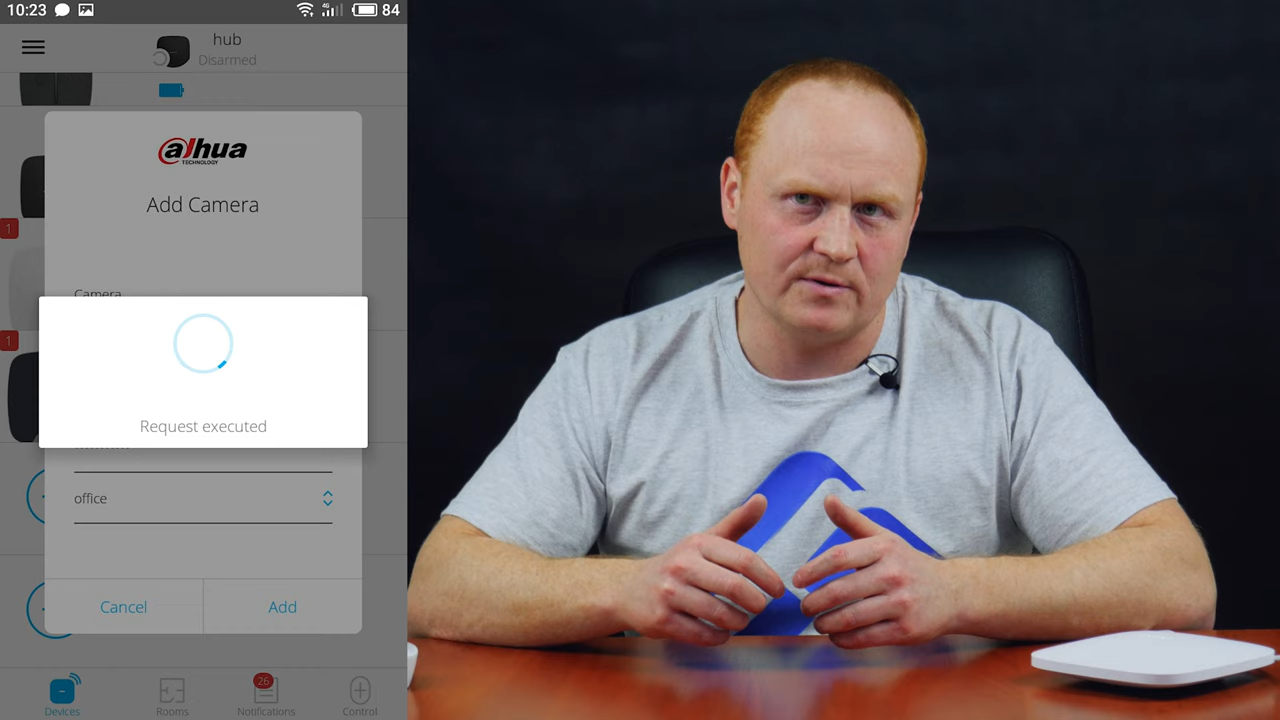 10:23
4G
84
hub
Disarmed
alhua
TECHNOLOGY
Add Camera
Camera
1
1
Request executed
office
Cancel
Add
26
Devices
Rooms
Notifications
Control